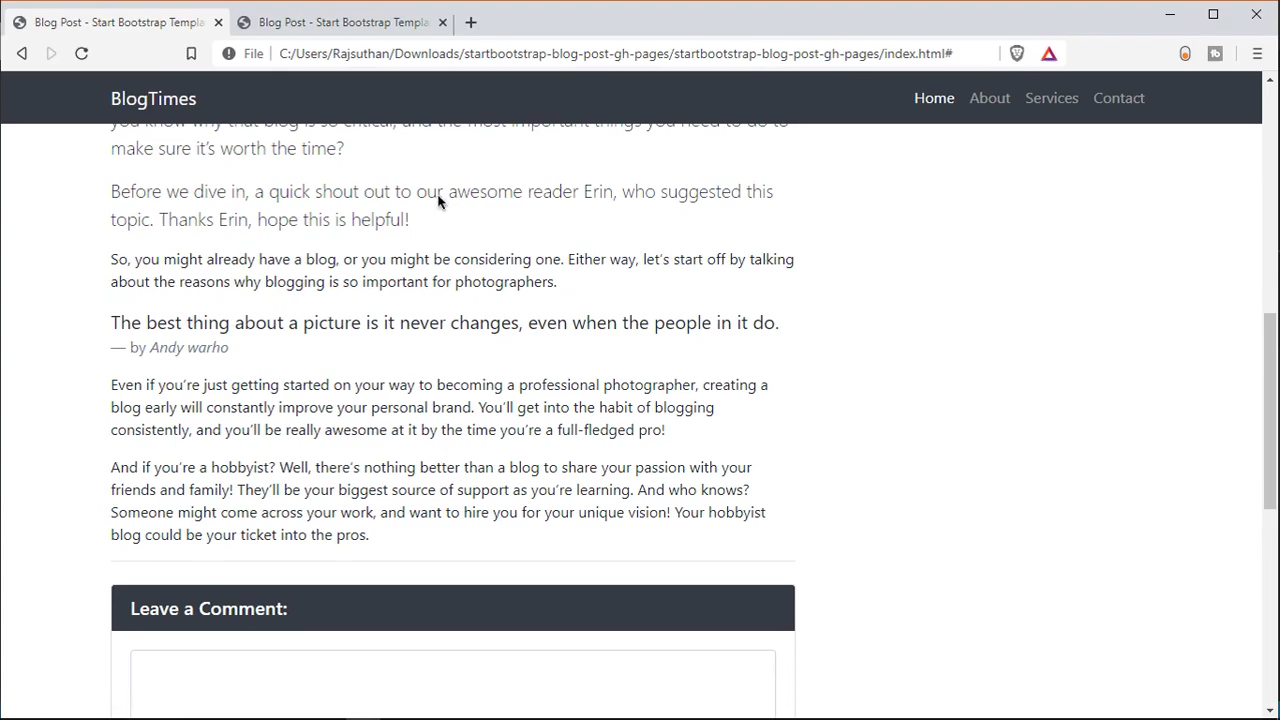 Blog Post - Start Bootstrap Templa
Blog Post - Start Bootstrap Templa
File
C:/Users/Rajsuthan/Downloads/startbootstrap-blog-post-gh-pages/startbootstrap-blog-post-gh-pages/index.html#
BlogTimes
Home About Services Contact
you know why that blog is so critical, and the most important things you need to do to
make sure it’s worth the time?
Before we dive in, a quick shout out to our awesome reader Erin, who suggested this
topic. Thanks Erin, hope this is helpful!
So, you might already have a blog, or you might be considering one. Either way, let’s start off by talking
about the reasons why blogging is so important for photographers.
The best thing about a picture is it never changes, even when the people in it do.
— by Andy warho
Even if you’re just getting started on your way to becoming a professional photographer, creating a
blog early will constantly improve your personal brand. You’ll get into the habit of blogging
consistently, and you’ll be really awesome at it by the time you’re a full-fledged pro!
And if you’re a hobbyist? Well, there’s nothing better than a blog to share your passion with your
friends and family! They’ll be your biggest source of support as you’re learning. And who knows?
Someone might come across your work, and want to hire you for your unique vision! Your hobbyist
blog could be your ticket into the pros.
Leave a Comment: